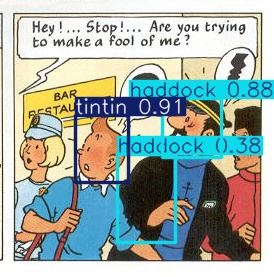 Hey!... Stop!... Are you trying
to make a fool of me?
BAR
RESTAU
haddock 0.88
tintin 0.91
haddock 0.38